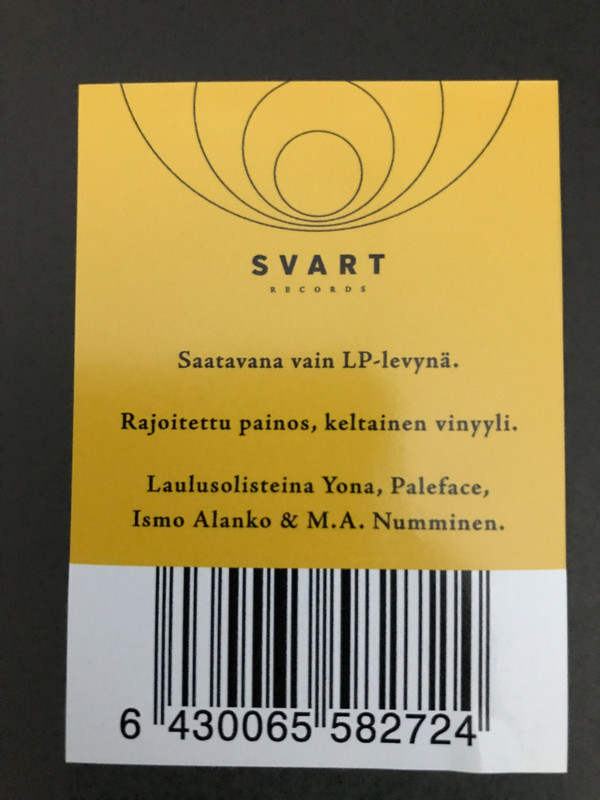 SVART
RECORDS
Saatavana vain LP-levynä.
Rajoitettu painos, keltainen vinyyli.
Laulusolisteina Yona, Paleface,
Ismo Alanko & M.A. Numminen.
6 430065 582724